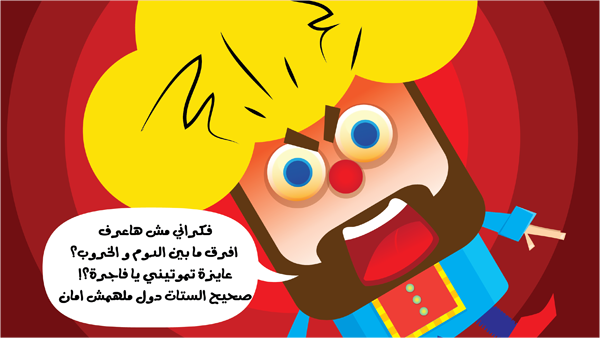 فكراني مش هاعرف
افرق ما بين الدوم و الخروب؟
عايزة تموتيني يا فاجرة؟!
صحيح الستات دول ملهمش امان